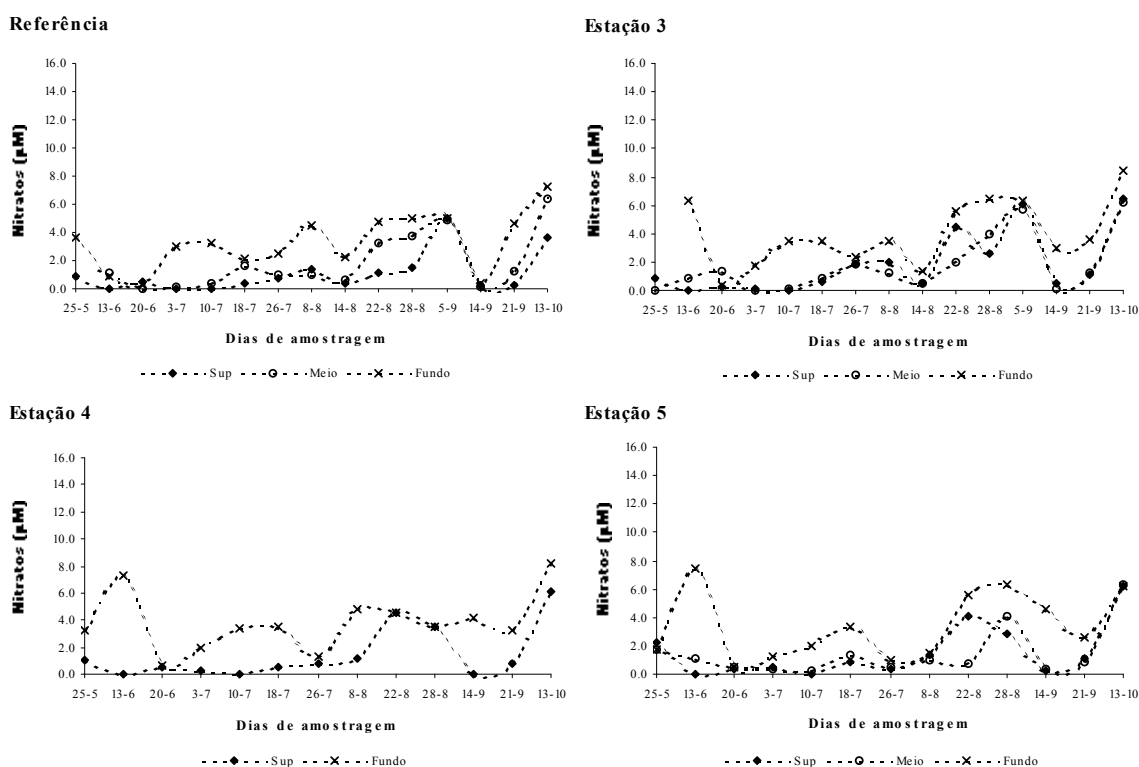 Referência
16.0
14.0
12.0
10.0
8.0
6.0
4.0
2.0
0.0
Nitratos (µM)
25-5 13-6 20-6 3-7 10-7 18-7 26-7 8-8 14-8 22-8 28-8 5-9 14-9 21-9 13-10
Dias de amostragem
Sup Meio Fundo
Estação 3
16.0
14.0
12.0
10.0
8.0
6.0
4.0
2.0
0.0
Nitratos (µM)
25-5 13-6 20-6 3-7 10-7 18-7 26-7 8-8 14-8 22-8 28-8 5-9 14-9 21-9 13-10
Dias de amostragem
Sup Meio Fundo
Estação 4
16.0
14.0
12.0
10.0
8.0
6.0
4.0
2.0
0.0
Nitratos (µM)
25-5 13-6 20-6 3-7 10-7 18-7 26-7 8-8 22-8 28-8 14-9 21-9 13-10
Dias de amostragem
Sup Fundo
Estação 5
16.0
14.0
12.0
10.0
8.0
6.0
4.0
2.0
0.0
Nitratos (µM)
25-5 13-6 20-6 3-7 10-7 18-7 26-7 8-8 22-8 28-8 14-9 21-9 13-10
Dias de amostragem
Sup Meio Fundo